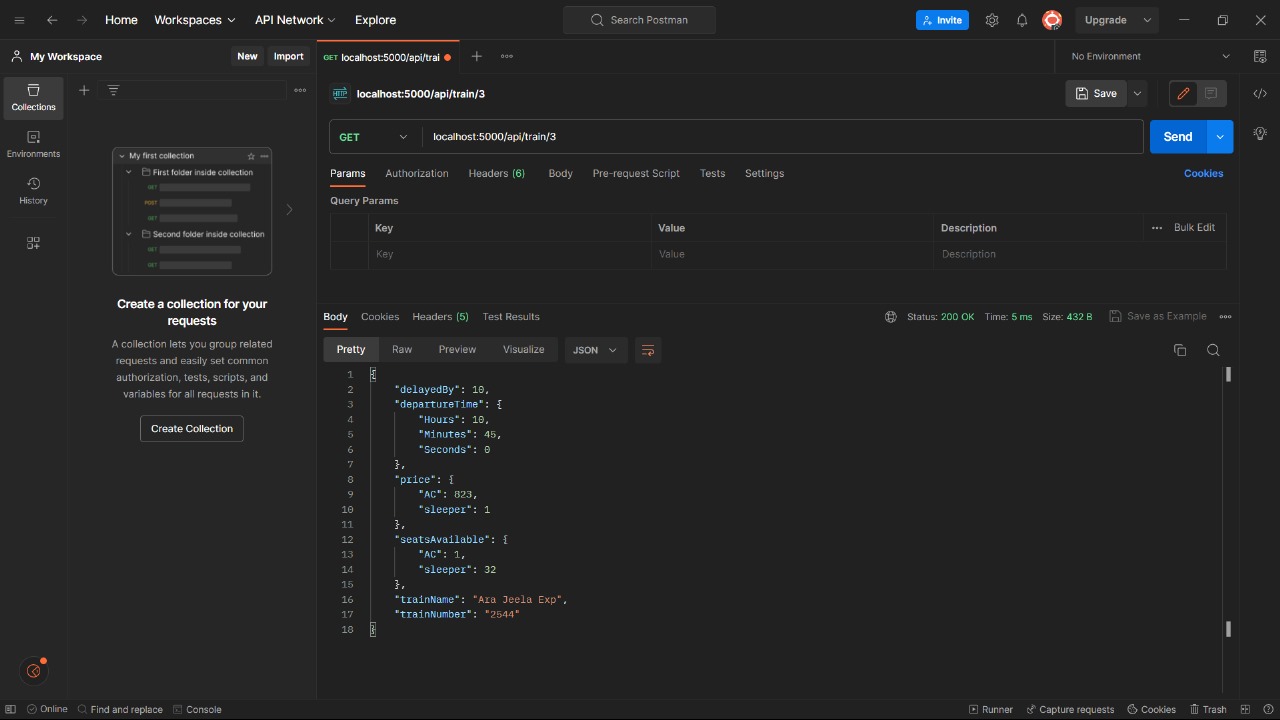 Home Workspaces API Network Explore Search Postman Invite Upgrade
My Workspace New Import
GET localhost:5000/api/trai No Environment
HTTP localhost:5000/api/train/3 Save
Collections
Environments
History
My first collection
First folder inside collection
GET
POST
GET
Second folder inside collection
GET
GET
Create a collection for your
requests
A collection lets you group related
requests and easily set common
authorization, tests, scripts, and
variables for all requests in it.
Create Collection
GET localhost:5000/api/train/3 Send
Params Authorization Headers (6) Body Pre-request Script Tests Settings Cookies
Query Params
Key Value Description Bulk Edit
Key Value Description
Body Cookies Headers (5) Test Results Status: 200 OK Time: 5 ms Size: 432 B Save as Example
Pretty Raw Preview Visualize JSON
1 {
2 "delayedBy": 10,
3 "departureTime": {
4 "Hours": 10,
5 "Minutes": 45,
6 "Seconds": 0
7 },
8 "price": {
9 "AC": 823,
10 "sleeper": 1
11 },
12 "seatsAvailable": {
13 "AC": 1,
14 "sleeper": 32
15 },
16 "trainName": "Ara Jeela Exp",
17 "trainNumber": "2544"
18 }
Online Find and replace Console Runner Capture requests Cookies Trash